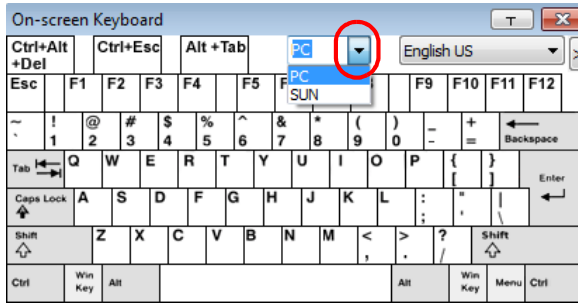 On-screen Keyboard T X
Ctrl+Alt +Del Ctrl+Esc Alt +Tab PC English US >
PC
SUN
Esc F1 F2 F3 F4 F5 F9 F10 F11 F12
~ ! @ # $ % ^ & * ( ) _ +
` 1 2 3 4 5 6 7 8 9 0 - = Backspace
Tab Q W E R T Y U I O P { }
[ ] Enter
Caps Lock A S D F G H J K L : " |
; ' \
Shift Z X C V B N M < > ? Shift
, . /
Ctrl Win Key Alt Alt Win Key Menu Ctrl